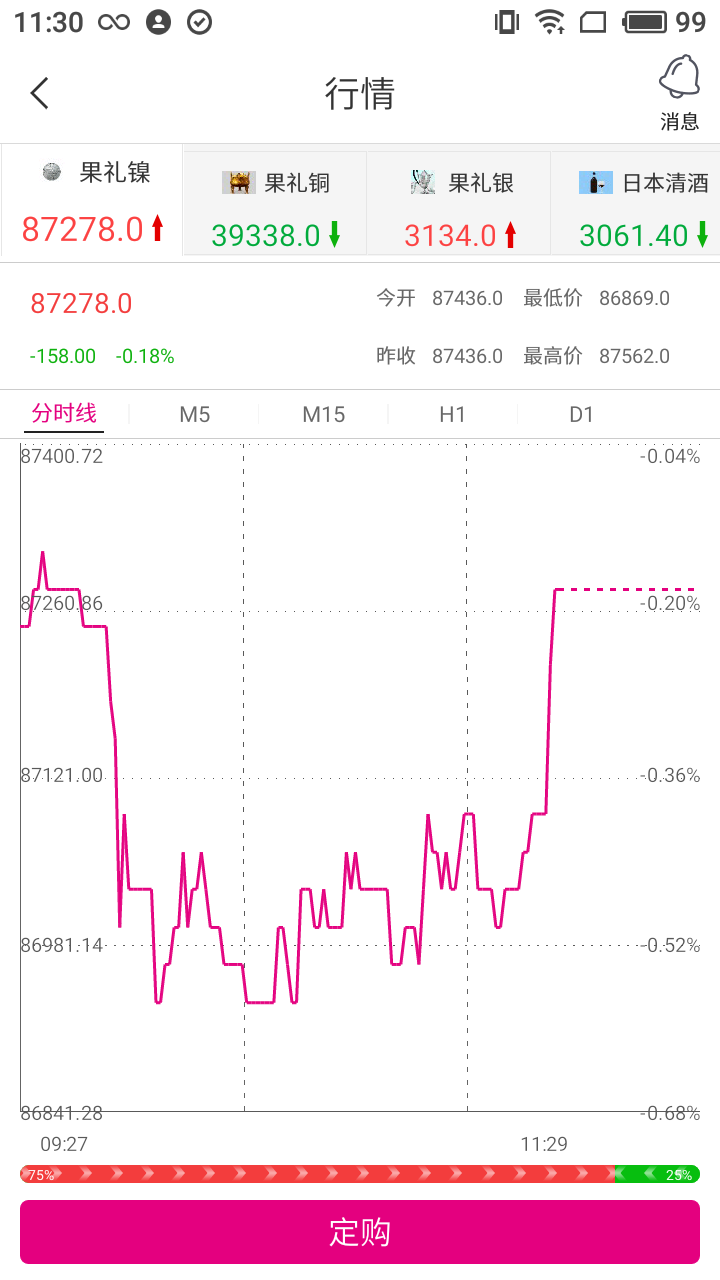 11:30 99
行情
消息
果礼镍 果礼铜 果礼银 日本清酒
87278.0 39338.0 3134.0 3061.40
87278.0 今开 87436.0 最低价 86869.0
-158.00 -0.18% 昨收 87436.0 最高价 87562.0
分时线 M5 M15 H1 D1
87400.72 -0.04%
87260.86 -0.20%
87121.00 -0.36%
86981.14 -0.52%
86841.28 -0.68%
09:27 11:29
75% 25%
定购